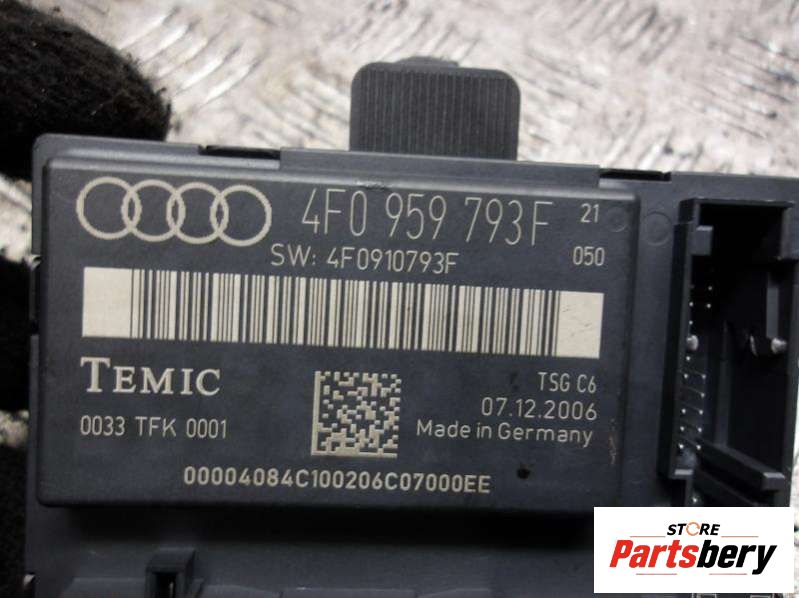 4F0 959 793F 21
SW: 4F0910793F 050
TEMIC TSG C6
07.12.2006
0033 TFK 0001 Made in Germany
00004084C100206C07000EE
STORE
Partsbery